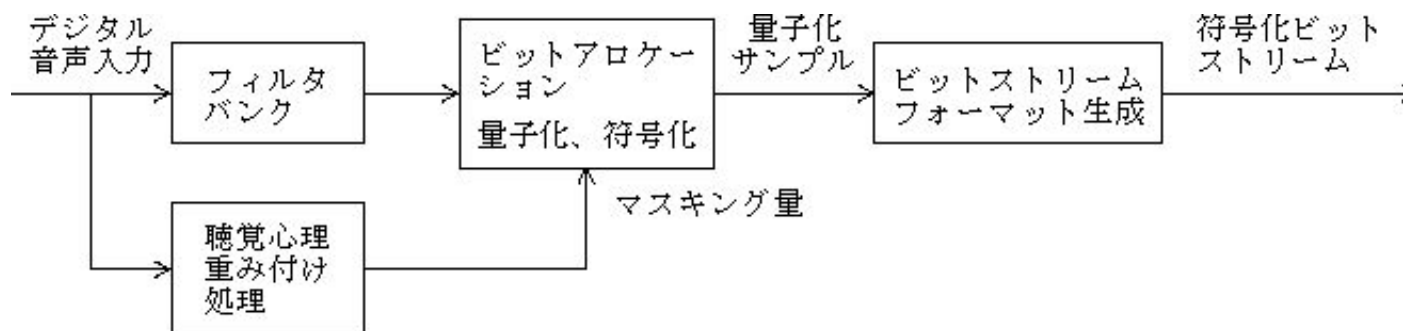 デジタル
音声入力
フィルタ
バンク
ビットアロケー
ション
量子化、符号化
量子化
サンプル
ビットストリーム
フォーマット生成
符号化ビット
ストリーム
マスキング量
聴覚心理
重み付け
処理